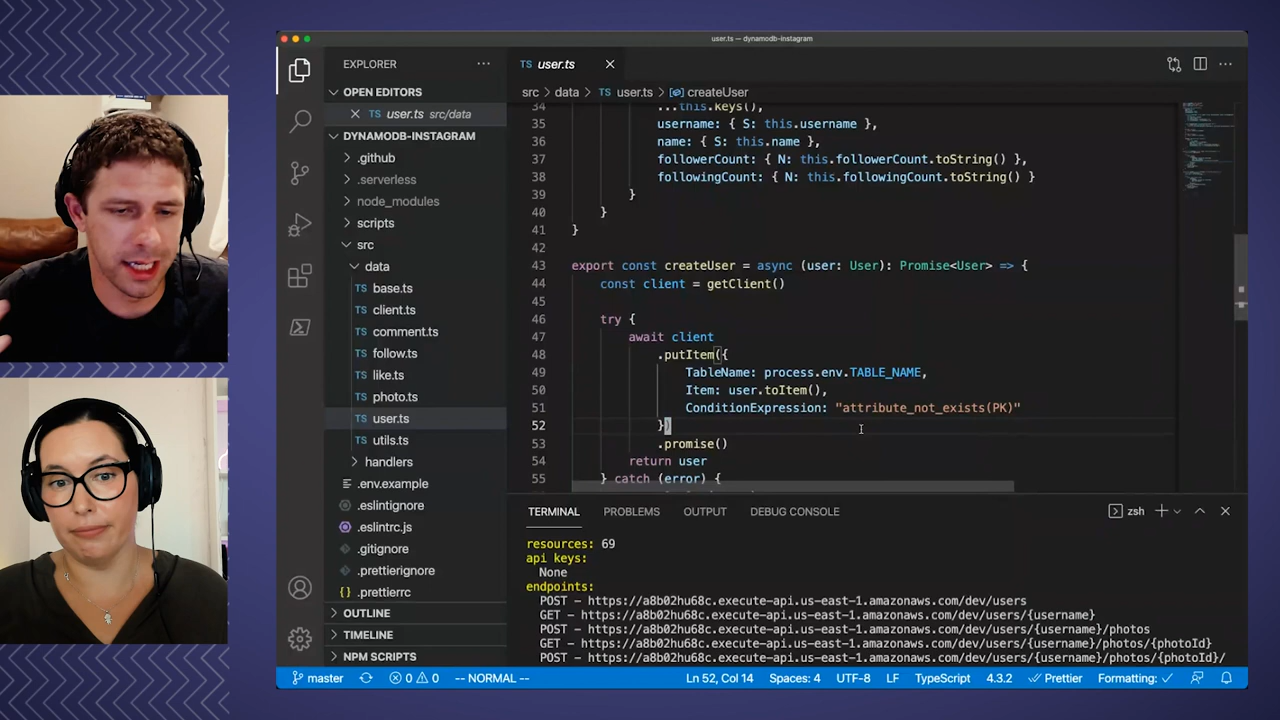 user.ts — dynamodb-instagram
EXPLORER
OPEN EDITORS
TS user.ts src/data
DYNAMODB-INSTAGRAM
.github
.serverless
node_modules
scripts
src
data
TS base.ts
TS client.ts
TS comment.ts
TS follow.ts
TS like.ts
TS photo.ts
TS user.ts
TS utils.ts
handlers
.env.example
.eslintignore
.eslintrc.js
.gitignore
.prettierignore
{} .prettierrc
OUTLINE
TIMELINE
NPM SCRIPTS
TS user.ts
src > data > TS user.ts > createUser
34 ...this.keys(),
35 username: { S: this.username },
36 name: { S: this.name },
37 followerCount: { N: this.followerCount.toString() },
38 followingCount: { N: this.followingCount.toString() }
39 }
40 }
41 }
42
43 export const createUser = async (user: User): Promise<User> => {
44 const client = getClient()
45
46 try {
47 await client
48 .putItem({
49 TableName: process.env.TABLE_NAME,
50 Item: user.toItem(),
51 ConditionExpression: "attribute_not_exists(PK)"
52 })
53 .promise()
54 return user
55 } catch (error) {
TERMINAL PROBLEMS OUTPUT DEBUG CONSOLE zsh
resources: 69
api keys:
None
endpoints:
POST - https://a8b02hu68c.execute-api.us-east-1.amazonaws.com/dev/users
GET - https://a8b02hu68c.execute-api.us-east-1.amazonaws.com/dev/users/{username}
POST - https://a8b02hu68c.execute-api.us-east-1.amazonaws.com/dev/users/{username}/photos
GET - https://a8b02hu68c.execute-api.us-east-1.amazonaws.com/dev/users/{username}/photos/{photoId}
POST - https://a8b02hu68c.execute-api.us-east-1.amazonaws.com/dev/users/{username}/photos/{photoId}/
master 0 0 -- NORMAL -- Ln 52, Col 14 Spaces: 4 UTF-8 LF TypeScript 4.3.2 Prettier Formatting: